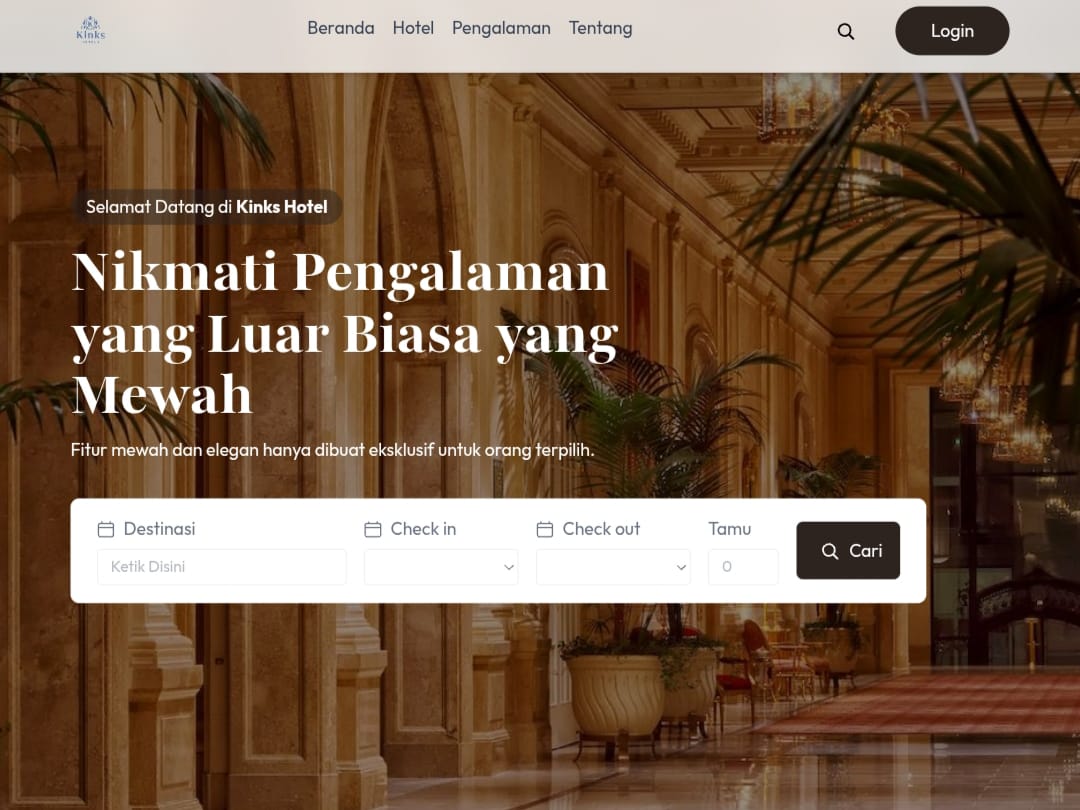 Kinks
Beranda Hotel Pengalaman Tentang
Login
Selamat Datang di Kinks Hotel
Nikmati Pengalaman
yang Luar Biasa yang
Mewah
Fitur mewah dan elegan hanya dibuat eksklusif untuk orang terpilih.
Destinasi Check in Check out Tamu
Ketik Disini 0
Cari